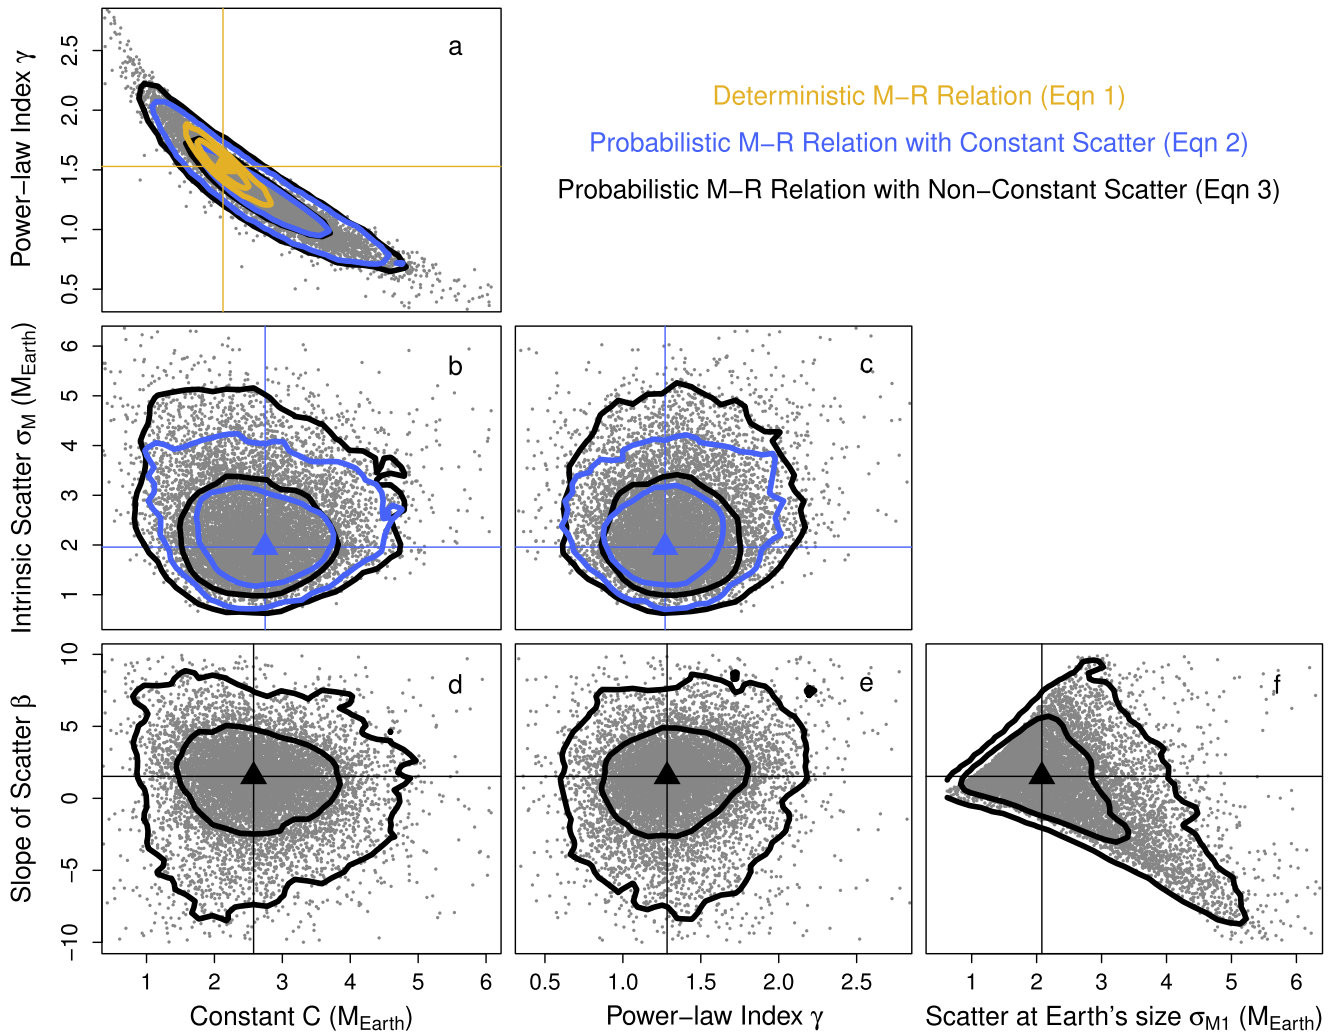 Power−law Index γ
0.5 1.0 1.5 2.0 2.5
a
Deterministic M−R Relation (Eqn 1)
Probabilistic M−R Relation with Constant Scatter (Eqn 2)
Probabilistic M−R Relation with Non−Constant Scatter (Eqn 3)
Intrinsic Scatter σM (MEarth)
1 2 3 4 5 6
b
c
Slope of Scatter β
−10 −5 0 5 10
d
e
f
1 2 3 4 5 6
0.5 1.0 1.5 2.0 2.5
1 2 3 4 5 6
Constant C (MEarth)
Power−law Index γ
Scatter at Earth's size σM1 (MEarth)